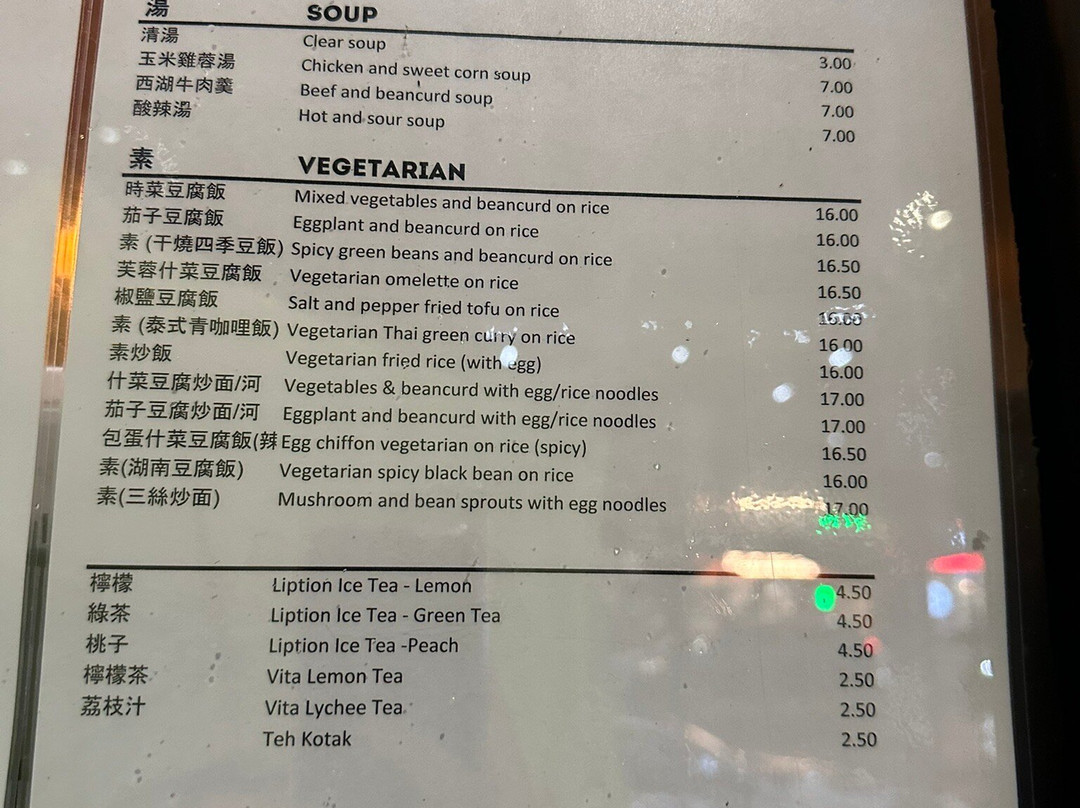 湯 SOUP
清湯 Clear soup 3.00
玉米雞蓉湯 Chicken and sweet corn soup 7.00
西湖牛肉羹 Beef and beancurd soup 7.00
酸辣湯 Hot and sour soup 7.00
素 VEGETARIAN
時菜豆腐飯 Mixed vegetables and beancurd on rice 16.00
茄子豆腐飯 Eggplant and beancurd on rice 16.00
素 (干燒四季豆飯) Spicy green beans and beancurd on rice 16.50
芙蓉什菜豆腐飯 Vegetarian omelette on rice 16.50
椒鹽豆腐飯 Salt and pepper fried tofu on rice 16.00
素 (泰式青咖哩飯) Vegetarian Thai green curry on rice 16.00
素炒飯 Vegetarian fried rice (with egg) 16.00
什菜豆腐炒面/河 Vegetables & beancurd with egg/rice noodles 17.00
茄子豆腐炒面/河 Eggplant and beancurd with egg/rice noodles 17.00
包蛋什菜豆腐飯(辣 Egg chiffon vegetarian on rice (spicy) 16.50
素(湖南豆腐飯) Vegetarian spicy black bean on rice 16.00
素(三絲炒面) Mushroom and bean sprouts with egg noodles 17.00
檸檬 Liption Ice Tea - Lemon 4.50
綠茶 Liption Ice Tea - Green Tea 4.50
桃子 Liption Ice Tea -Peach 4.50
檸檬茶 Vita Lemon Tea 2.50
荔枝汁 Vita Lychee Tea 2.50
Teh Kotak 2.50